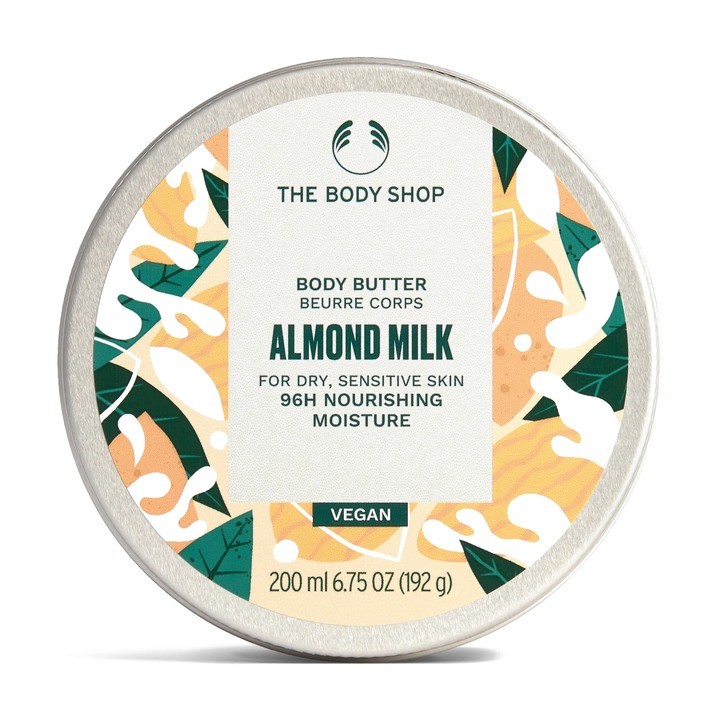 THE BODY SHOP
BODY BUTTER
BEURRE CORPS
ALMOND MILK
FOR DRY, SENSITIVE SKIN
96H NOURISHING
MOISTURE
VEGAN
200 ml 6.75 OZ (192 g)